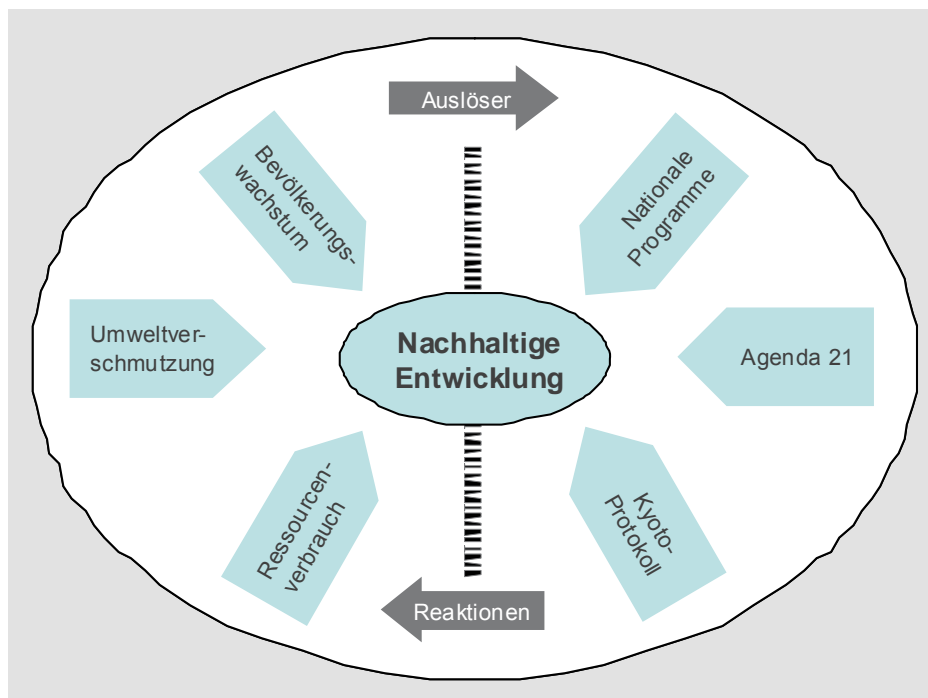 Auslöser
Bevölkerungs-
wachstum
Nationale
Programme
Umweltver-
schmutzung
Nachhaltige
Entwicklung
Agenda 21
Ressourcen-
verbrauch
Kyoto-
Protokoll
Reaktionen